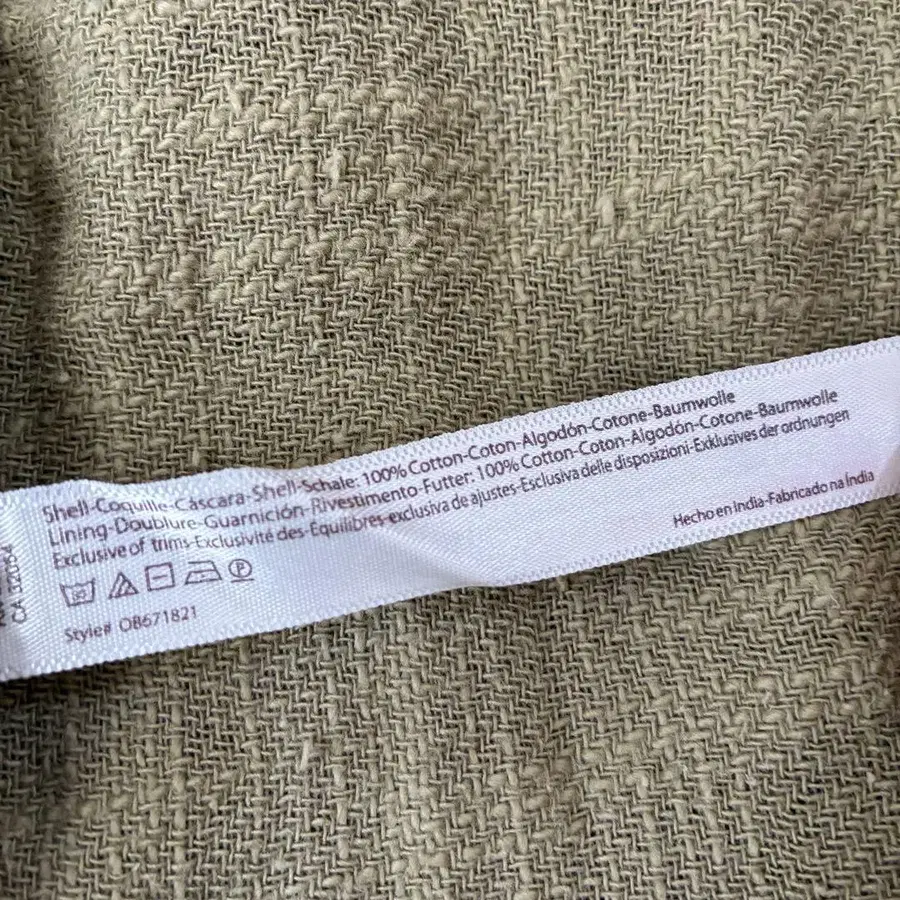 Shell-Coquille-Cáscara-Shell-Schale: 100% Cotton-Coton-Algodón-Cotone-Baumwolle
Lining-Doublure-Guarnición-Rivestimento-Futter: 100% Cotton-Coton-Algodón-Cotone-Baumwolle
Exclusive of trims-Exclusivité des-Equilibres-exclusiva de ajustes-Esclusiva delle disposizioni-Exklusives der ordnungen
Hecho en India-Fabricado na Índia
P
Style# OB671821